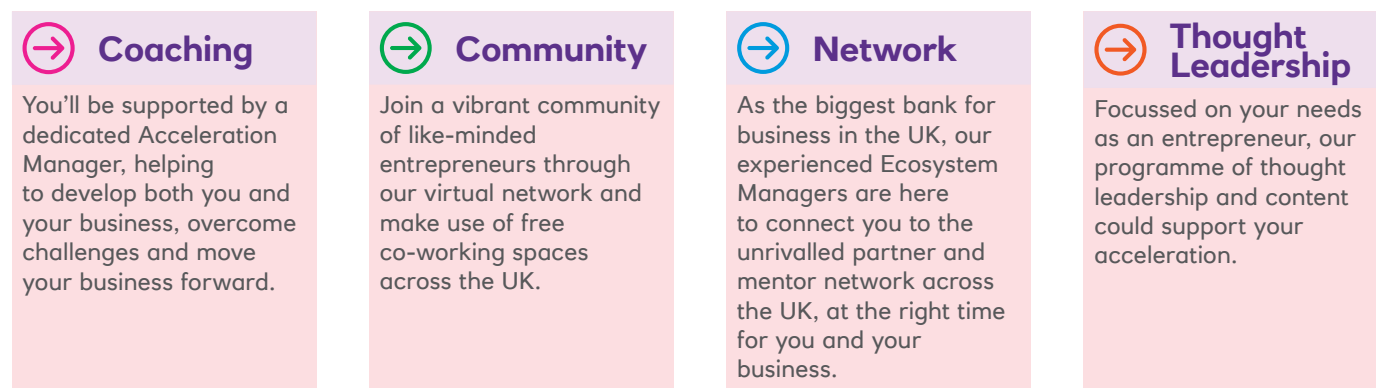 Coaching
You'll be supported by a
dedicated Acceleration
Manager, helping
to develop both you and
your business, overcome
challenges and move
your business forward.
Community
Join a vibrant community
of like-minded
entrepreneurs through
our virtual network and
make use of free
co-working spaces
across the UK.
Network
As the biggest bank for
business in the UK, our
experienced Ecosystem
Managers are here
to connect you to the
unrivalled partner and
mentor network across
the UK, at the right time
for you and your
business.
Thought
Leadership
Focussed on your needs
as an entrepreneur, our
programme of thought
leadership and content
could support your
acceleration.